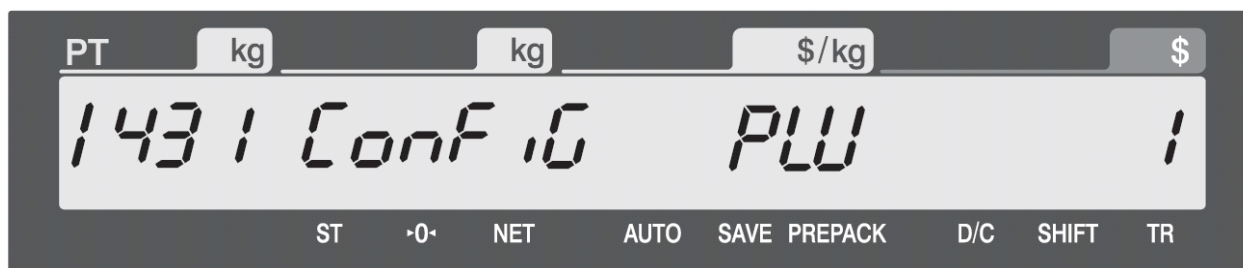 PT kg kg $/kg $
1431 ConFiG PLU 1
ST ▸0◂ NET AUTO SAVE PREPACK D/C SHIFT TR